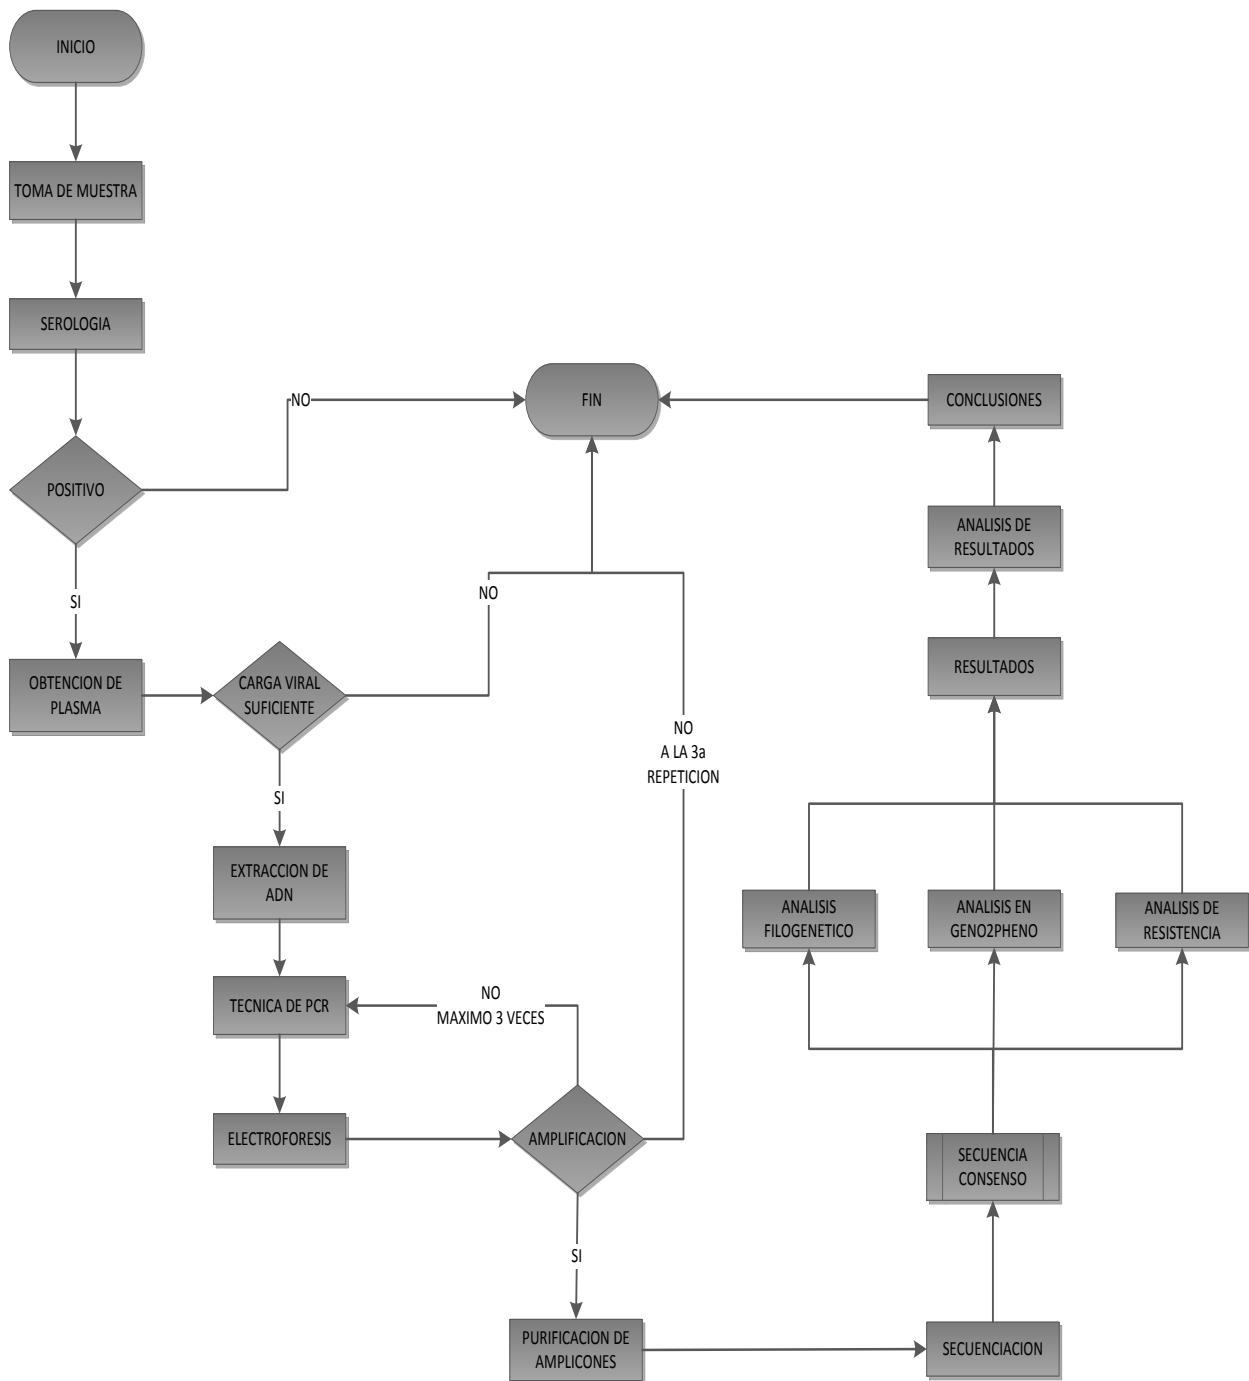 INICIO
TOMA DE MUESTRA
SEROLOGIA
POSITIVO
NO
FIN
SI
OBTENCION DE
PLASMA
CARGA VIRAL
SUFICIENTE
NO
SI
EXTRACCION DE
ADN
TECNICA DE PCR
NO
MAXIMO 3 VECES
ELECTROFORESIS
AMPLIFICACION
NO
A LA 3a
REPETICION
SI
PURIFICACION DE
AMPLICONES
SECUENCIACION
SECUENCIA
CONSENSO
ANALISIS
FILOGENETICO
ANALISIS EN
GENO2PHENO
ANALISIS DE
RESISTENCIA
RESULTADOS
ANALISIS DE
RESULTADOS
CONCLUSIONES